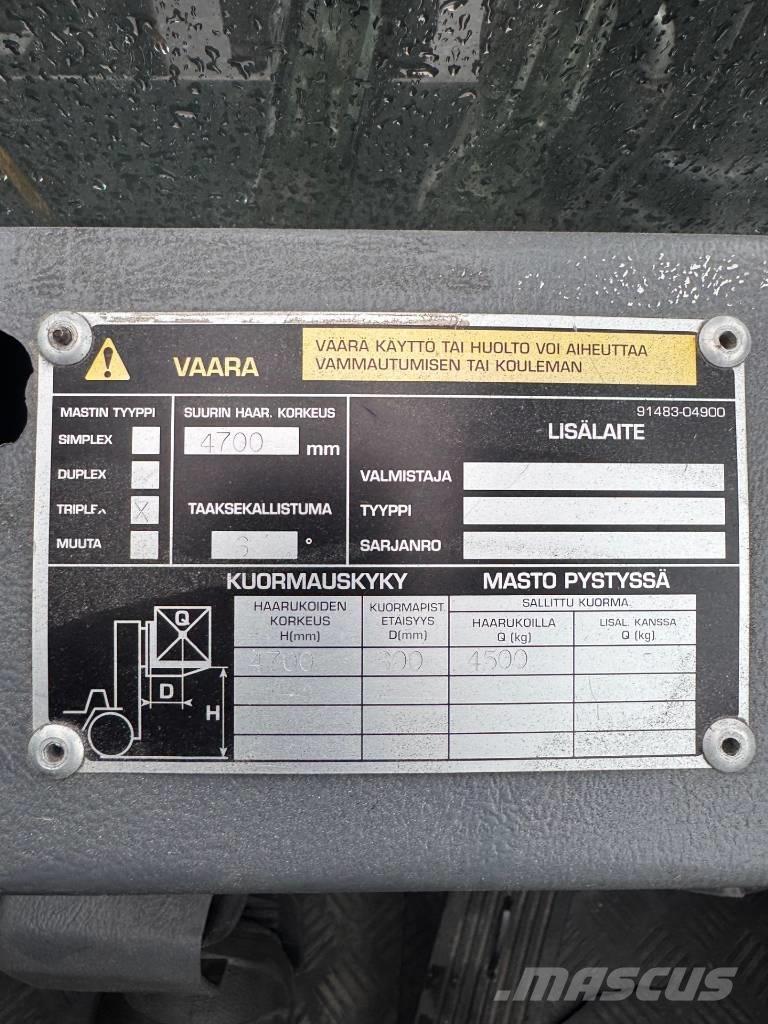 VAARA
VÄÄRÄ KÄYTTÖ TAI HUOLTO VOI AIHEUTTAA
VAMMAUTUMISEN TAI KOULEMAN
MASTIN TYYPPI
SIMPLEX
DUPLEX
TRIPLEX X
MUUTA
SUURIN HAAR. KORKEUS
4700 mm
TAAKSEKALLISTUMA
°
91483-04900
LISÄLAITE
VALMISTAJA
TYYPPI
SARJANRO
KUORMAUSKYKY MASTO PYSTYSSÄ
HAARUKOIDEN
KORKEUS
H(mm)
KUORMAPIST.
ETÄISYYS
D(mm)
SALLITTU KUORMA
HAARUKOILLA
Q (kg)
LISÄL. KANSSA
Q (kg)
4700 600 4500
Q
D
H
MASCUS